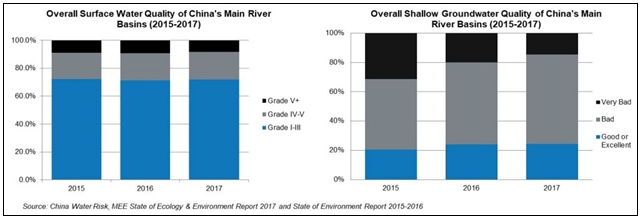 Overall Surface Water Quality of China's Main River
Basins (2015-2017)
100.0%
80.0%
60.0%
40.0%
20.0%
0.0%
2015
2016
2017
Grade V+
Grade IV-V
Grade I-III
Overall Shallow Groundwater Quality of China's Main
River Basins (2015-2017)
100%
80%
60%
40%
20%
0%
2015
2016
2017
Very Bad
Bad
Good or
Excellent
Source: China Water Risk, MEE State of Ecology & Environment Report 2017 and State of Environment Report 2015-2016